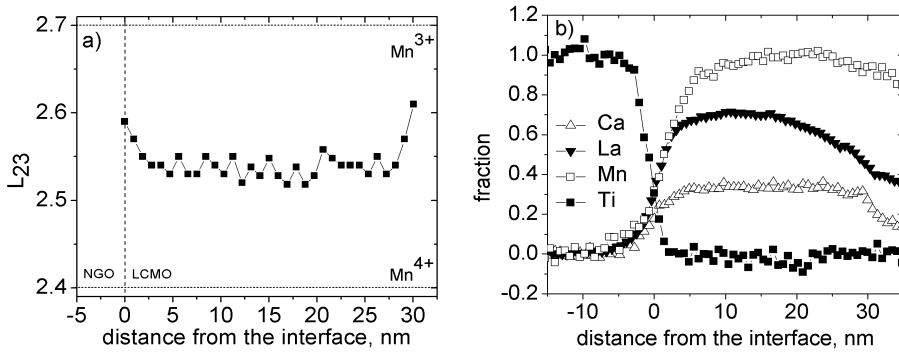 a)
2.7
2.6
2.5
2.4
L23
Mn3+
Mn4+
NGO
LCMO
-5 0 5 10 15 20 25 30
distance from the interface, nm
b)
1.0
0.8
0.6
0.4
0.2
0.0
-0.2
fraction
Ca
La
Mn
Ti
-10 0 10 20 30
distance from the interface, nm